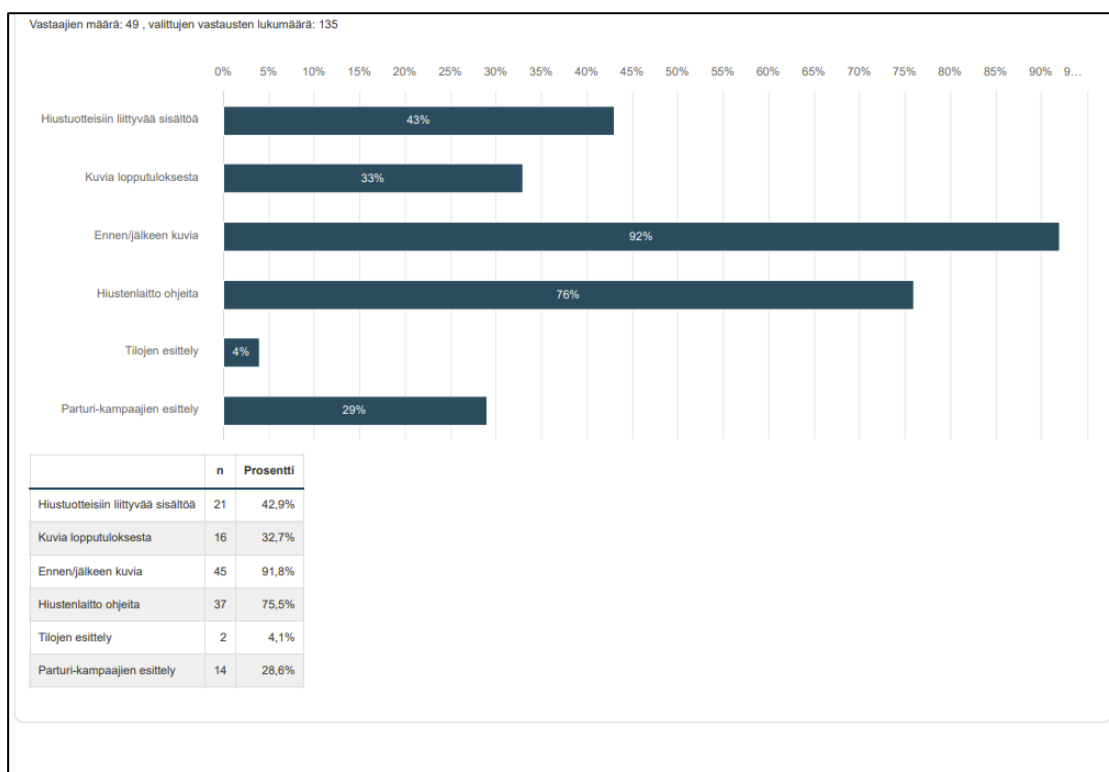 Vastaajien määrä: 49 , valittujen vastausten lukumäärä: 135
0% 5% 10% 15% 20% 25% 30% 35% 40% 45% 50% 55% 60% 65% 70% 75% 80% 85% 90% 9...
Hiustuotteisiin liittyvää sisältöä 43%
Kuvia lopputuloksesta 33%
Ennen/jälkeen kuvia 92%
Hiustenlaitto ohjeita 76%
Tilojen esittely 4%
Parturi-kampaajien esittely 29%
n Prosentti
Hiustuotteisiin liittyvää sisältöä 21 42,9%
Kuvia lopputuloksesta 16 32,7%
Ennen/jälkeen kuvia 45 91,8%
Hiustenlaitto ohjeita 37 75,5%
Tilojen esittely 2 4,1%
Parturi-kampaajien esittely 14 28,6%